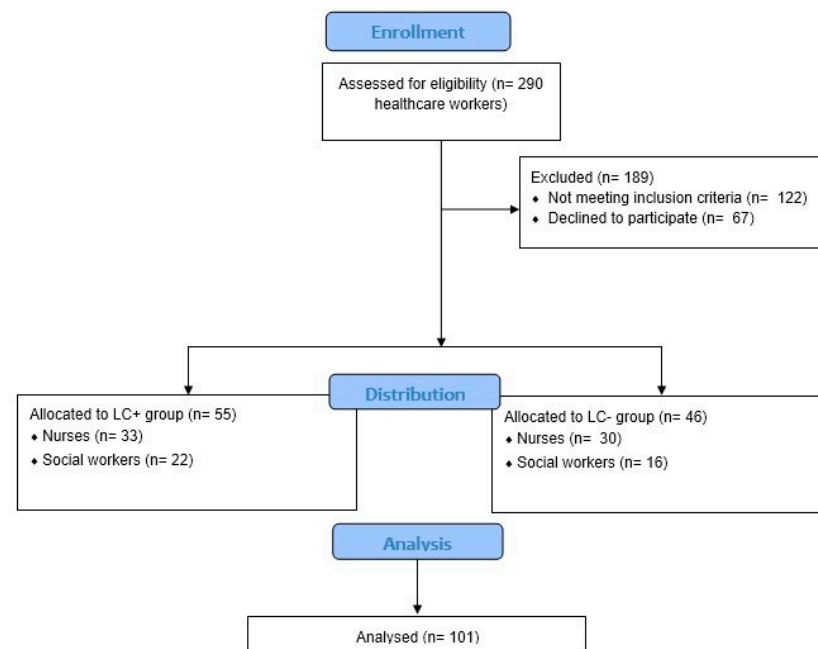 Enrollment
Assessed for eligibility (n= 290
healthcare workers)
Excluded (n= 189)
♦ Not meeting inclusion criteria (n= 122)
♦ Declined to participate (n= 67)
Distribution
Allocated to LC+ group (n= 55)
♦ Nurses (n= 33)
♦ Social workers (n= 22)
Allocated to LC- group (n= 46)
♦ Nurses (n= 30)
♦ Social workers (n= 16)
Analysis
Analysed (n= 101)